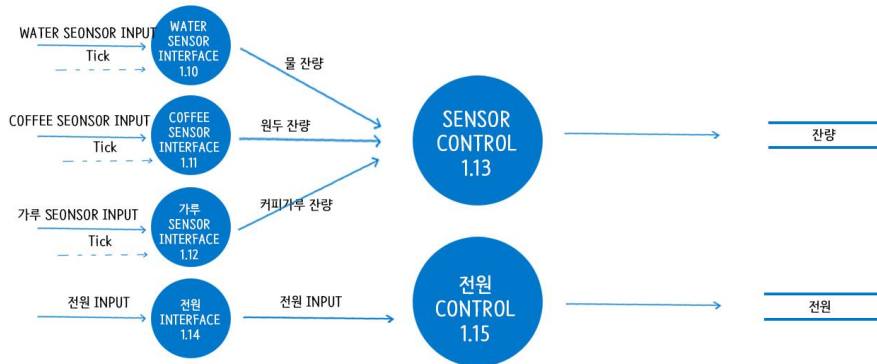 WATER SEONSOR INPUT
Tick
WATER
SENSOR
INTERFACE
1.10
물 잔량
COFFEE SEONSOR INPUT
Tick
COFFEE
SENSOR
INTERFACE
1.11
원두 잔량
가루 SEONSOR INPUT
Tick
가루
SENSOR
INTERFACE
1.12
커피가루 잔량
SENSOR
CONTROL
1.13
잔량
전원 INPUT
전원
INTERFACE
1.14
전원 INPUT
전원
CONTROL
1.15
전원